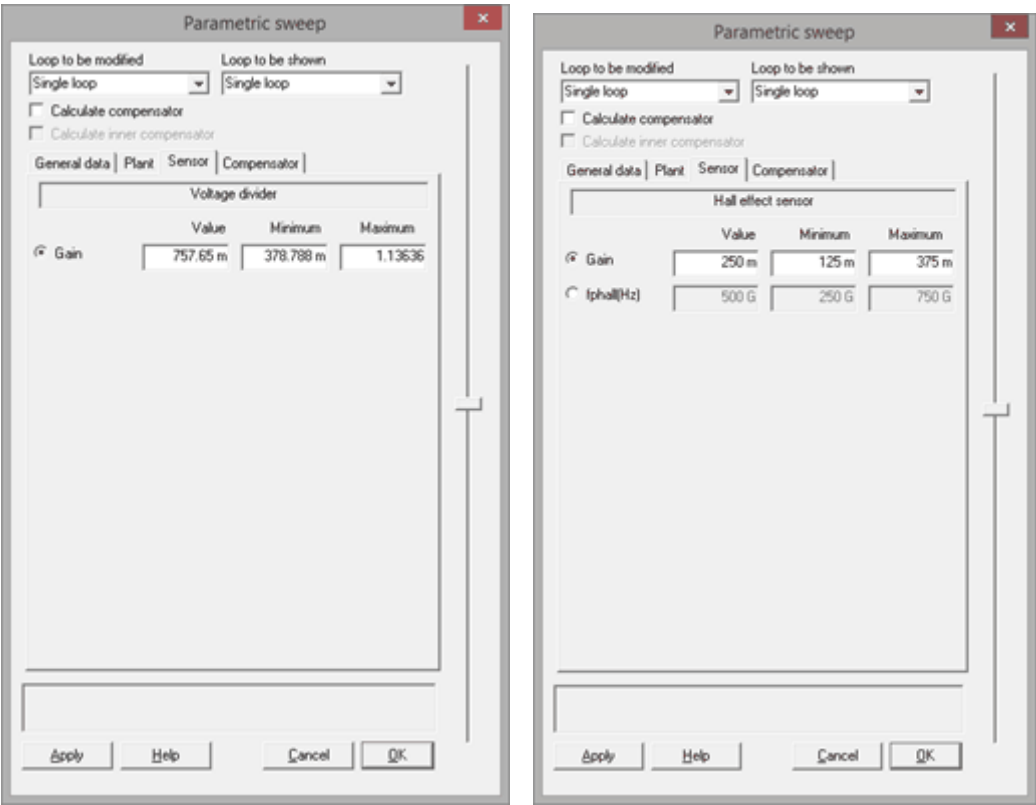 Parametric sweep
×
Loop to be modified Loop to be shown
Single loop Single loop
Calculate compensator
Calculate inner compensator
General data Plant Sensor Compensator
Voltage divider
Value Minimum Maximum
Gain 757.65 m 378.788 m 1.13636
Apply Help Cancel OK
Parametric sweep
×
Loop to be modified Loop to be shown
Single loop Single loop
Calculate compensator
Calculate inner compensator
General data Plant Sensor Compensator
Hall effect sensor
Value Minimum Maximum
Gain 250 m 125 m 375 m
fphall(Hz) 500 G 250 G 750 G
Apply Help Cancel OK